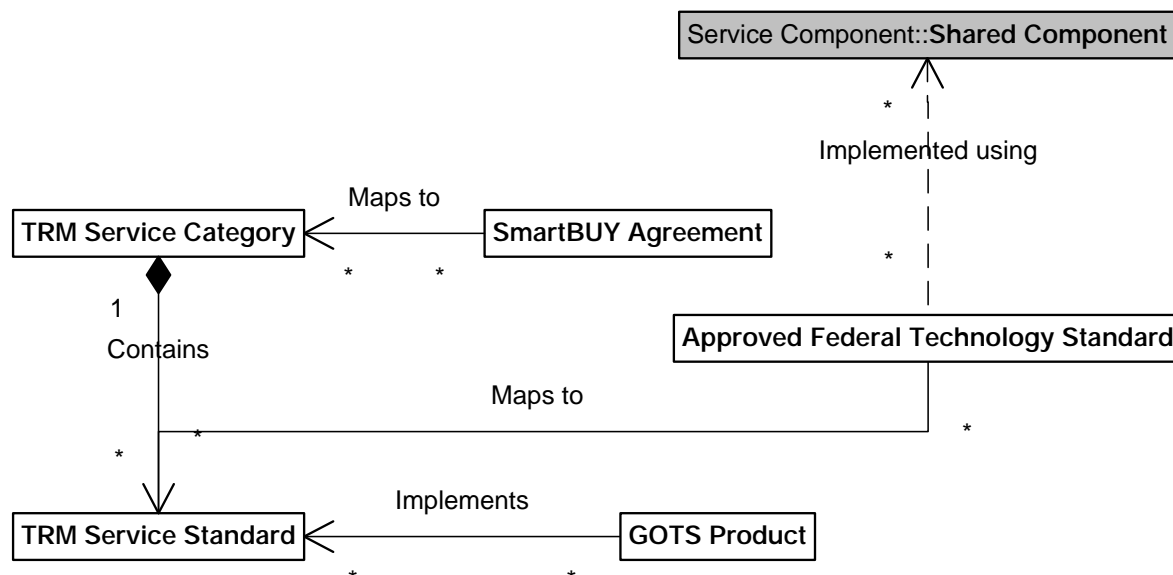 Service Component::Shared Component
*
Implemented using
Maps to
TRM Service Category
SmartBUY Agreement
* *
*
1
Approved Federal Technology Standard
Contains
Maps to
* *
*
Implements
TRM Service Standard
GOTS Product
* *